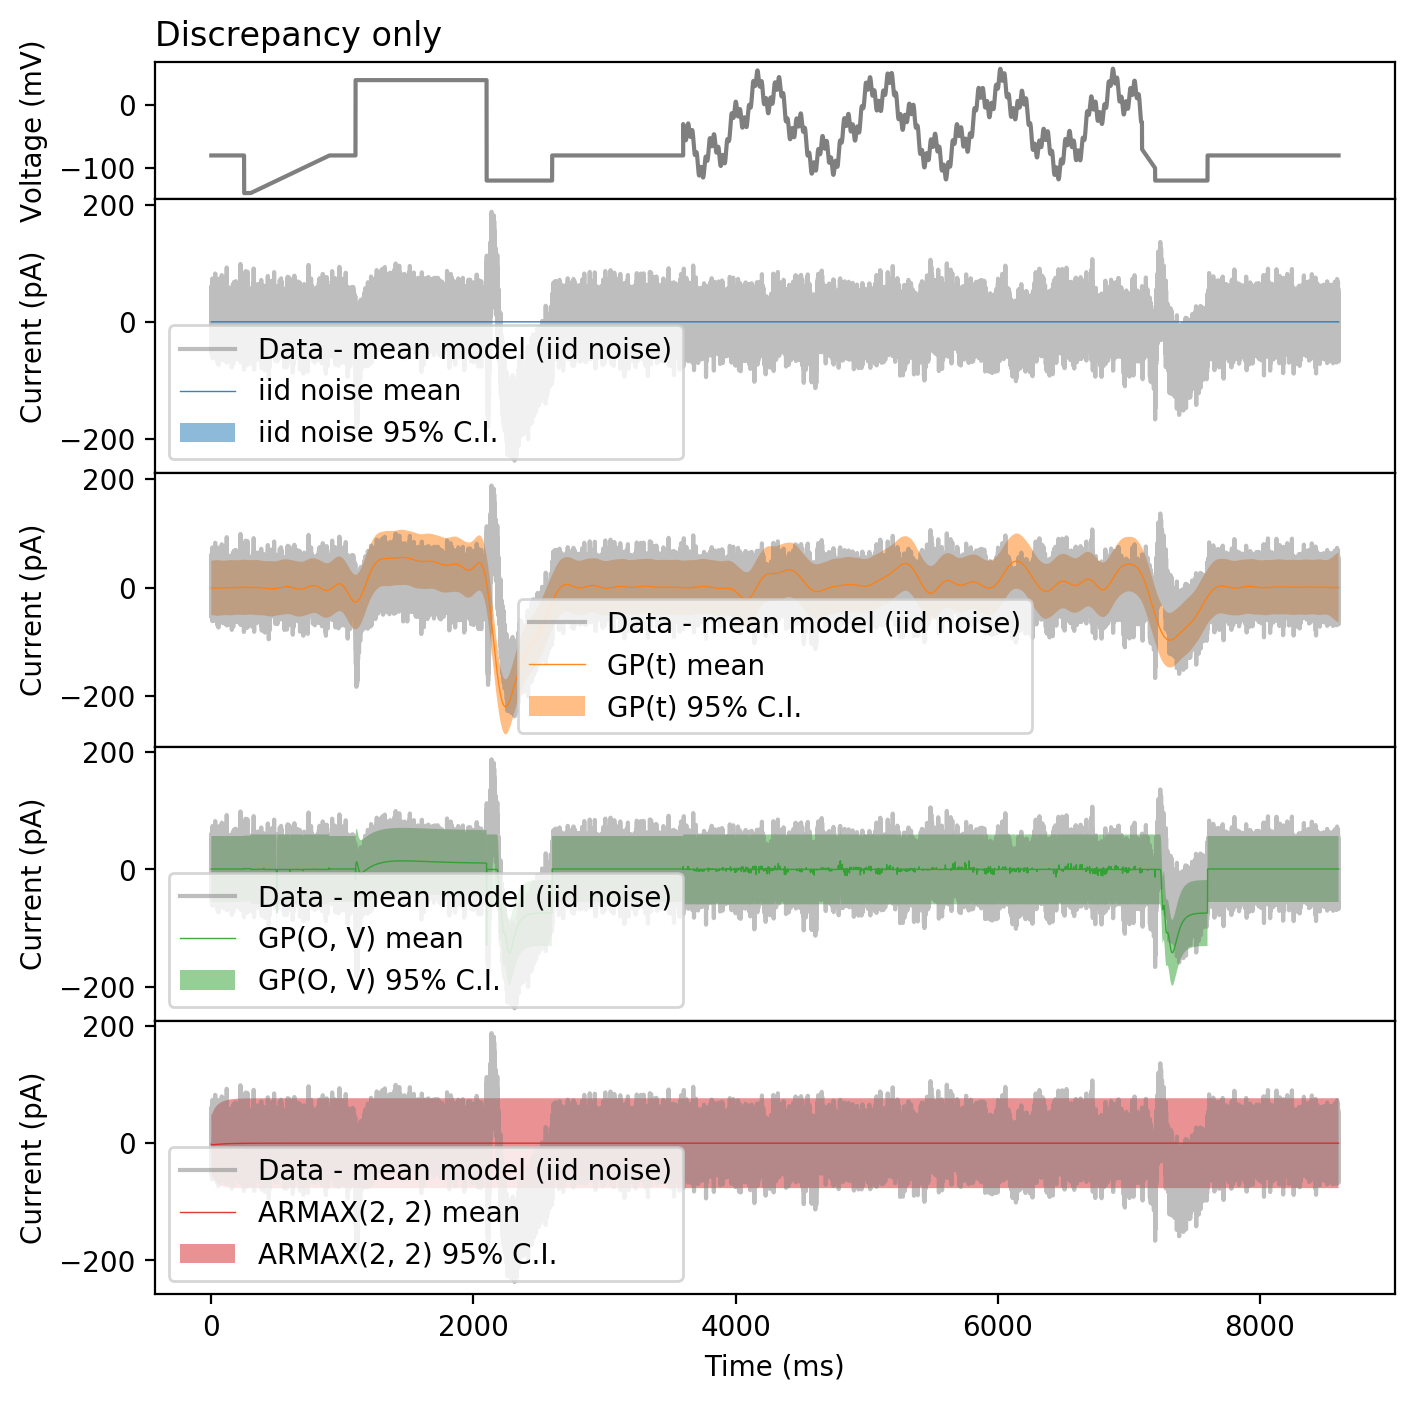 Discrepancy only
Voltage (mV)
0
−100
Current (pA)
200
0
−200
Data - mean model (iid noise)
iid noise mean
iid noise 95% C.I.
Current (pA)
200
0
−200
Data - mean model (iid noise)
GP(t) mean
GP(t) 95% C.I.
Current (pA)
200
0
−200
Data - mean model (iid noise)
GP(O, V) mean
GP(O, V) 95% C.I.
Current (pA)
200
0
−200
Data - mean model (iid noise)
ARMAX(2, 2) mean
ARMAX(2, 2) 95% C.I.
0 2000 4000 6000 8000
Time (ms)